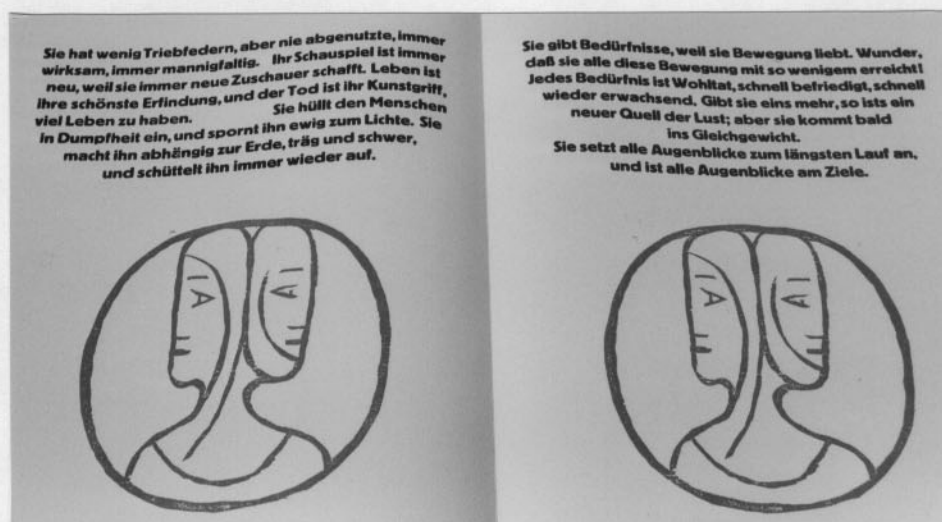 Sie hat wenig Triebfedern, aber nie abgenutzte, immer
wirksam, immer mannigfaltig. Ihr Schauspiel ist immer
neu, weil sie immer neue Zuschauer schafft. Leben ist
ihre schönste Erfindung, und der Tod ist ihr Kunstgriff,
viel Leben zu haben. Sie hüllt den Menschen
in Dumpfheit ein, und spornt ihn ewig zum Lichte. Sie
macht ihn abhängig zur Erde, träg und schwer,
und schüttelt ihn immer wieder auf.
Sie gibt Bedürfnisse, weil sie Bewegung liebt. Wunder,
daß sie alle diese Bewegung mit so wenigem erreicht!
Jedes Bedürfnis ist Wohltat, schnell befriedigt, schnell
wieder erwachsend. Gibt sie eins mehr, so ists ein
neuer Quell der Lust; aber sie kommt bald
ins Gleichgewicht.
Sie setzt alle Augenblicke zum längsten Lauf an,
und ist alle Augenblicke am Ziele.